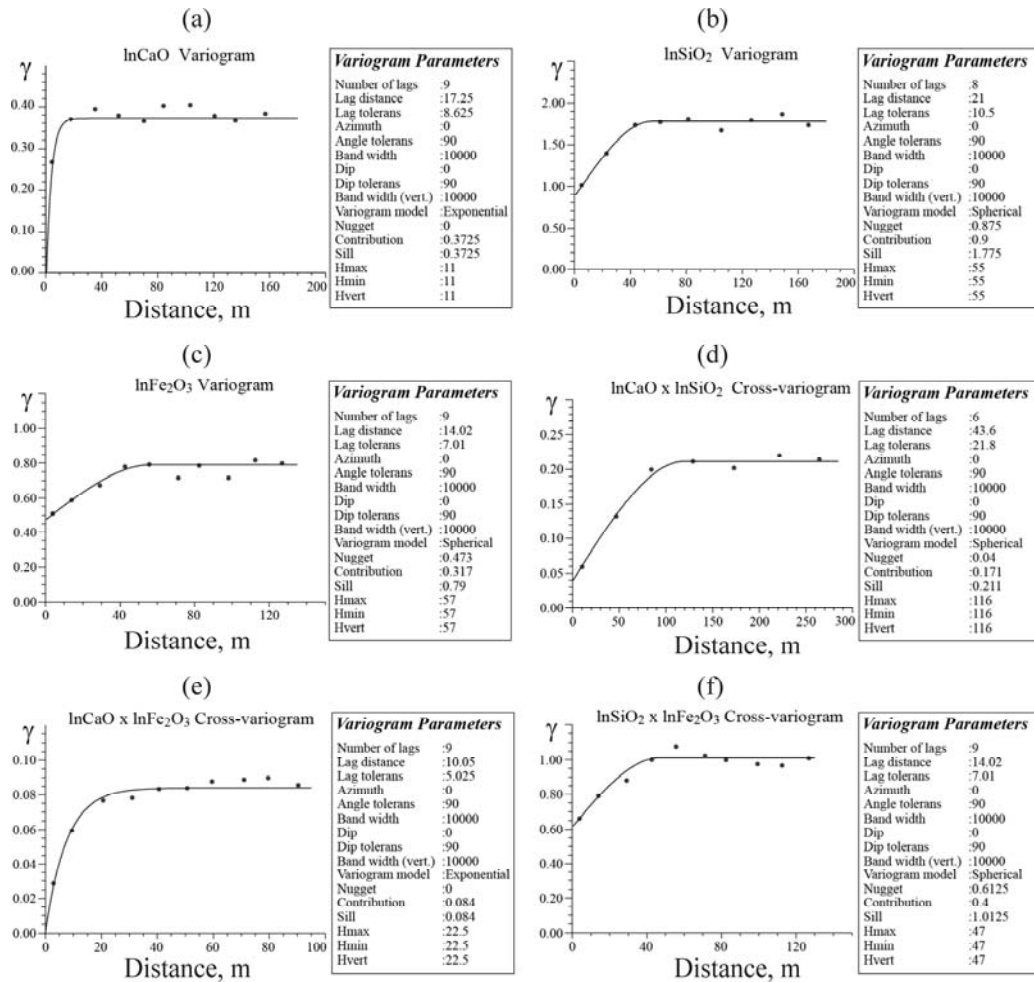 (a)
lnCaO Variogram
γ
0.40
0.30
0.20
0.10
0.00
0 40 80 120 160 200
Distance, m
Variogram Parameters
Number of lags :9
Lag distance :17.25
Lag tolerans :8.625
Azimuth :0
Angle tolerans :90
Band width :10000
Dip :0
Dip tolerans :90
Band width (vert.) :10000
Variogram model :Exponential
Nugget :0
Contribution :0.3725
Sill :0.3725
Hmax :11
Hmin :11
Hvert :11
(b)
lnSiO₂ Variogram
γ
2.00
1.50
1.00
0.50
0.00
0 40 80 120 160 200
Distance, m
Variogram Parameters
Number of lags :8
Lag distance :21
Lag tolerans :10.5
Azimuth :0
Angle tolerans :90
Band width :10000
Dip :0
Dip tolerans :90
Band width (vert.) :10000
Variogram model :Spherical
Nugget :0.875
Contribution :0.9
Sill :1.775
Hmax :55
Hmin :55
Hvert :55
(c)
lnFe₂O₃ Variogram
γ
1.00
0.80
0.60
0.40
0.20
0.00
0 40 80 120
Distance, m
Variogram Parameters
Number of lags :9
Lag distance :14.02
Lag tolerans :7.01
Azimuth :0
Angle tolerans :90
Band width :10000
Dip :0
Dip tolerans :90
Band width (vert.) :10000
Variogram model :Spherical
Nugget :0.473
Contribution :0.317
Sill :0.79
Hmax :57
Hmin :57
Hvert :57
(d)
lnCaO x lnSiO₂ Cross-variogram
γ
0.25
0.20
0.15
0.10
0.05
0.00
0 50 100 150 200 250 300
Distance, m
Variogram Parameters
Number of lags :6
Lag distance :43.6
Lag tolerans :21.8
Azimuth :0
Angle tolerans :90
Band width :10000
Dip :0
Dip tolerans :90
Band width (vert.) :10000
Variogram model :Spherical
Nugget :0.04
Contribution :0.171
Sill :0.211
Hmax :116
Hmin :116
Hvert :116
(e)
lnCaO x lnFe₂O₃ Cross-variogram
γ
0.10
0.08
0.06
0.04
0.02
0.00
0 20 40 60 80 100
Distance, m
Variogram Parameters
Number of lags :9
Lag distance :10.05
Lag tolerans :5.025
Azimuth :0
Angle tolerans :90
Band width :10000
Dip :0
Dip tolerans :90
Band width (vert.) :10000
Variogram model :Exponential
Nugget :0
Contribution :0.084
Sill :0.084
Hmax :22.5
Hmin :22.5
Hvert :22.5
(f)
lnSiO₂ x lnFe₂O₃ Cross-variogram
γ
1.00
0.80
0.60
0.40
0.20
0.00
0 40 80 120
Distance, m
Variogram Parameters
Number of lags :9
Lag distance :14.02
Lag tolerans :7.01
Azimuth :0
Angle tolerans :90
Band width :10000
Dip :0
Dip tolerans :90
Band width (vert.) :10000
Variogram model :Spherical
Nugget :0.6125
Contribution :0.4
Sill :1.0125
Hmax :47
Hmin :47
Hvert :47